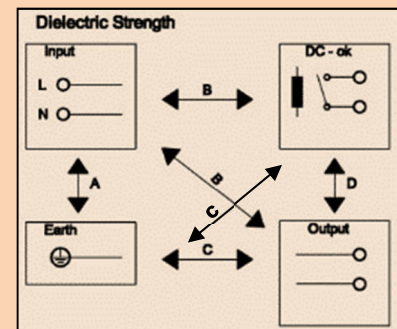 Dielectric Strength
Input
DC - ok
L
N
B
A
B
C
D
Earth
C
Output